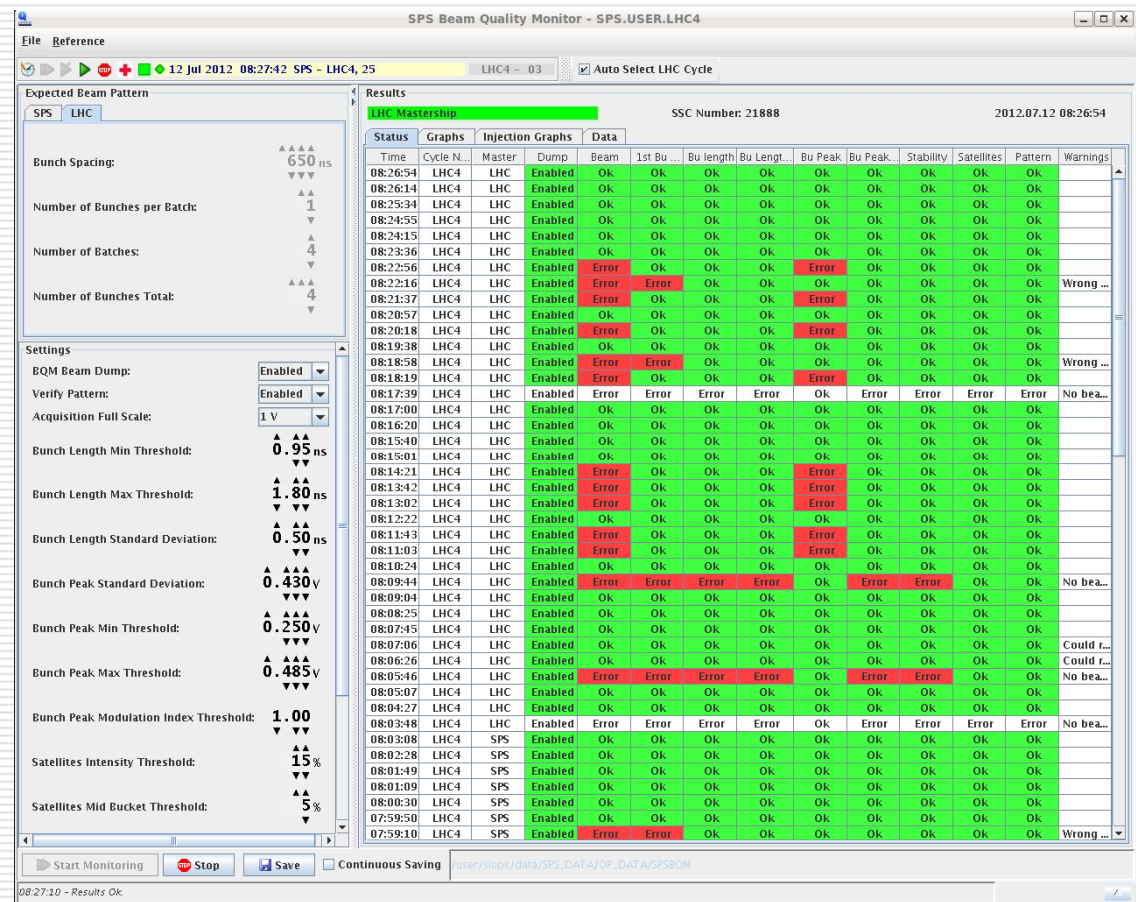 SPS Beam Quality Monitor - SPS.USER.LHC4
File Reference
STOP 12 Jul 2012 08:27:42 SPS - LHC4, 25 LHC4 - 03 Auto Select LHC Cycle
Expected Beam Pattern
SPS LHC
Bunch Spacing: 650 ns
Number of Bunches per Batch: 1
Number of Batches: 4
Number of Bunches Total: 4
Settings
BQM Beam Dump: Enabled
Verify Pattern: Enabled
Acquisition Full Scale: 1 V
Bunch Length Min Threshold: 0.95 ns
Bunch Length Max Threshold: 1.80 ns
Bunch Length Standard Deviation: 0.50 ns
Bunch Peak Standard Deviation: 0.430 V
Bunch Peak Min Threshold: 0.250 V
Bunch Peak Max Threshold: 0.485 V
Bunch Peak Modulation Index Threshold: 1.00
Satellites Intensity Threshold: 15 %
Satellites Mid Bucket Threshold: 5 %
Results
LHC Mastership SSC Number: 21888 2012.07.12 08:26:54
Status Graphs Injection Graphs Data
Time Cycle N... Master Dump Beam 1st Bu ... Bu length Bu Lengt... Bu Peak Bu Peak... Stability Satellites Pattern Warnings
08:26:54 LHC4 LHC Enabled Ok Ok Ok Ok Ok Ok Ok Ok Ok
08:26:14 LHC4 LHC Enabled Ok Ok Ok Ok Ok Ok Ok Ok Ok
08:25:34 LHC4 LHC Enabled Ok Ok Ok Ok Ok Ok Ok Ok Ok
08:24:55 LHC4 LHC Enabled Ok Ok Ok Ok Ok Ok Ok Ok Ok
08:24:15 LHC4 LHC Enabled Ok Ok Ok Ok Ok Ok Ok Ok Ok
08:23:36 LHC4 LHC Enabled Ok Ok Ok Ok Ok Ok Ok Ok Ok
08:22:56 LHC4 LHC Enabled Error Ok Ok Ok Error Ok Ok Ok Ok
08:22:16 LHC4 LHC Enabled Error Error Ok Ok Ok Ok Ok Ok Ok Wrong ...
08:21:37 LHC4 LHC Enabled Error Ok Ok Ok Error Ok Ok Ok Ok
08:20:57 LHC4 LHC Enabled Ok Ok Ok Ok Ok Ok Ok Ok Ok
08:20:18 LHC4 LHC Enabled Error Ok Ok Ok Error Ok Ok Ok Ok
08:19:38 LHC4 LHC Enabled Ok Ok Ok Ok Ok Ok Ok Ok Ok
08:18:58 LHC4 LHC Enabled Error Error Ok Ok Ok Ok Ok Ok Ok Wrong ...
08:18:19 LHC4 LHC Enabled Error Ok Ok Ok Error Ok Ok Ok Ok
08:17:39 LHC4 LHC Enabled Error Error Error Error Ok Error Error Error Error No bea...
08:17:00 LHC4 LHC Enabled Ok Ok Ok Ok Ok Ok Ok Ok Ok
08:16:20 LHC4 LHC Enabled Ok Ok Ok Ok Ok Ok Ok Ok Ok
08:15:40 LHC4 LHC Enabled Ok Ok Ok Ok Ok Ok Ok Ok Ok
08:15:01 LHC4 LHC Enabled Ok Ok Ok Ok Ok Ok Ok Ok Ok
08:14:21 LHC4 LHC Enabled Error Ok Ok Ok Error Ok Ok Ok Ok
08:13:42 LHC4 LHC Enabled Error Ok Ok Ok Error Ok Ok Ok Ok
08:13:02 LHC4 LHC Enabled Error Ok Ok Ok Error Ok Ok Ok Ok
08:12:22 LHC4 LHC Enabled Ok Ok Ok Ok Ok Ok Ok Ok Ok
08:11:43 LHC4 LHC Enabled Error Ok Ok Ok Error Ok Ok Ok Ok
08:11:03 LHC4 LHC Enabled Error Ok Ok Ok Error Ok Ok Ok Ok
08:10:24 LHC4 LHC Enabled Ok Ok Ok Ok Ok Ok Ok Ok Ok
08:09:44 LHC4 LHC Enabled Error Error Error Error Ok Error Error Ok Ok No bea...
08:09:04 LHC4 LHC Enabled Ok Ok Ok Ok Ok Ok Ok Ok Ok
08:08:25 LHC4 LHC Enabled Ok Ok Ok Ok Ok Ok Ok Ok Ok
08:07:45 LHC4 LHC Enabled Ok Ok Ok Ok Ok Ok Ok Ok Ok
08:07:06 LHC4 LHC Enabled Ok Ok Ok Ok Ok Ok Ok Ok Ok Could r...
08:06:26 LHC4 LHC Enabled Ok Ok Ok Ok Ok Ok Ok Ok Ok Could r...
08:05:46 LHC4 LHC Enabled Error Error Error Error Ok Error Error Ok Ok No bea...
08:05:07 LHC4 LHC Enabled Ok Ok Ok Ok Ok Ok Ok Ok Ok
08:04:27 LHC4 LHC Enabled Ok Ok Ok Ok Ok Ok Ok Ok Ok
08:03:48 LHC4 LHC Enabled Error Error Error Error Ok Error Error Error Error No bea...
08:03:08 LHC4 SPS Enabled Ok Ok Ok Ok Ok Ok Ok Ok Ok
08:02:28 LHC4 SPS Enabled Ok Ok Ok Ok Ok Ok Ok Ok Ok
08:01:49 LHC4 SPS Enabled Ok Ok Ok Ok Ok Ok Ok Ok Ok
08:01:09 LHC4 SPS Enabled Ok Ok Ok Ok Ok Ok Ok Ok Ok
08:00:30 LHC4 SPS Enabled Ok Ok Ok Ok Ok Ok Ok Ok Ok
07:59:50 LHC4 SPS Enabled Ok Ok Ok Ok Ok Ok Ok Ok Ok
07:59:10 LHC4 SPS Enabled Error Error Ok Ok Ok Ok Ok Ok Ok Wrong ...
Start Monitoring STOP Stop Save Continuous Saving /user/slops/data/SPS_DATA/OP_DATA/SPSBQM
08:27:10 - Results Ok.